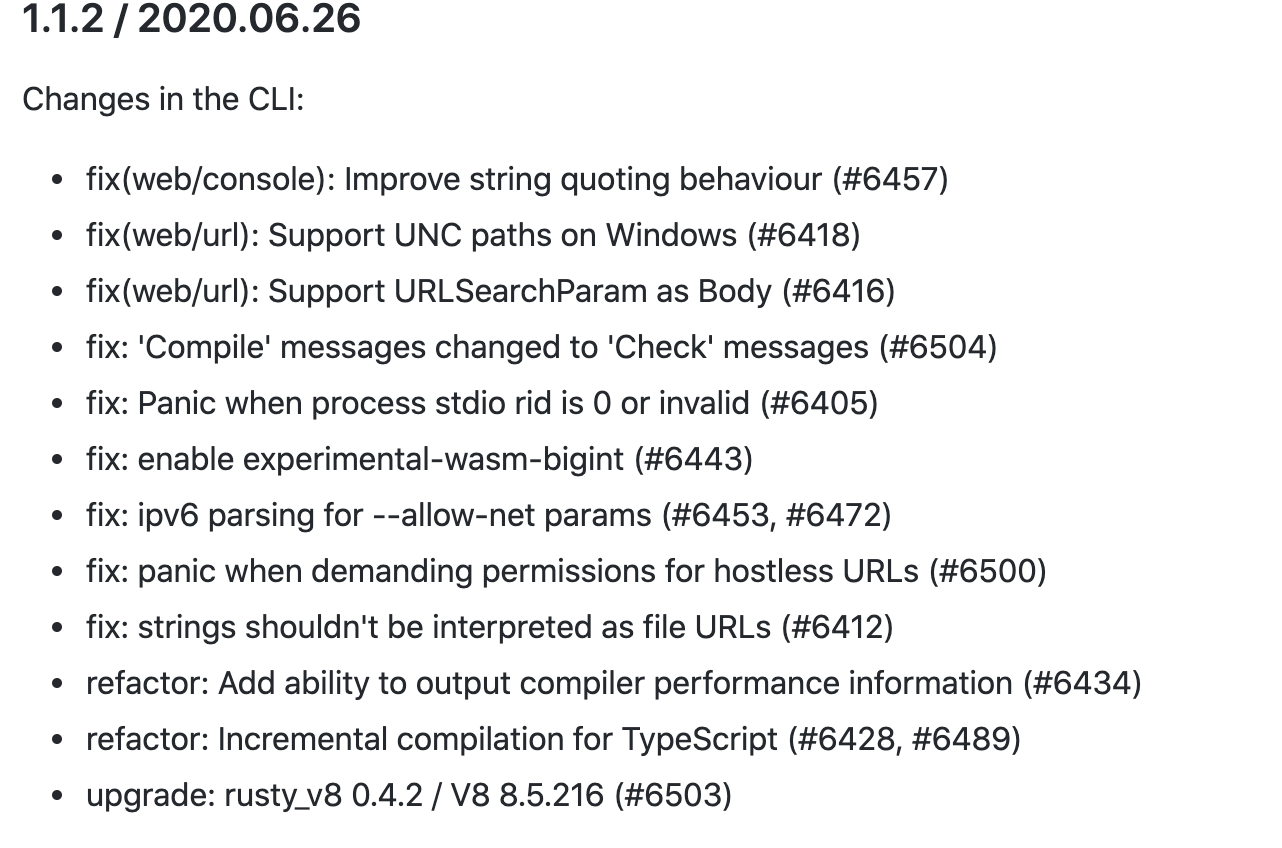 1.1.2 / 2020.06.26
Changes in the CLI:
• fix(web/console): Improve string quoting behaviour (#6457)
• fix(web/url): Support UNC paths on Windows (#6418)
• fix(web/url): Support URLSearchParam as Body (#6416)
• fix: 'Compile' messages changed to 'Check' messages (#6504)
• fix: Panic when process stdio rid is 0 or invalid (#6405)
• fix: enable experimental-wasm-bigint (#6443)
• fix: ipv6 parsing for --allow-net params (#6453, #6472)
• fix: panic when demanding permissions for hostless URLs (#6500)
• fix: strings shouldn't be interpreted as file URLs (#6412)
• refactor: Add ability to output compiler performance information (#6434)
• refactor: Incremental compilation for TypeScript (#6428, #6489)
• upgrade: rusty_v8 0.4.2 / V8 8.5.216 (#6503)